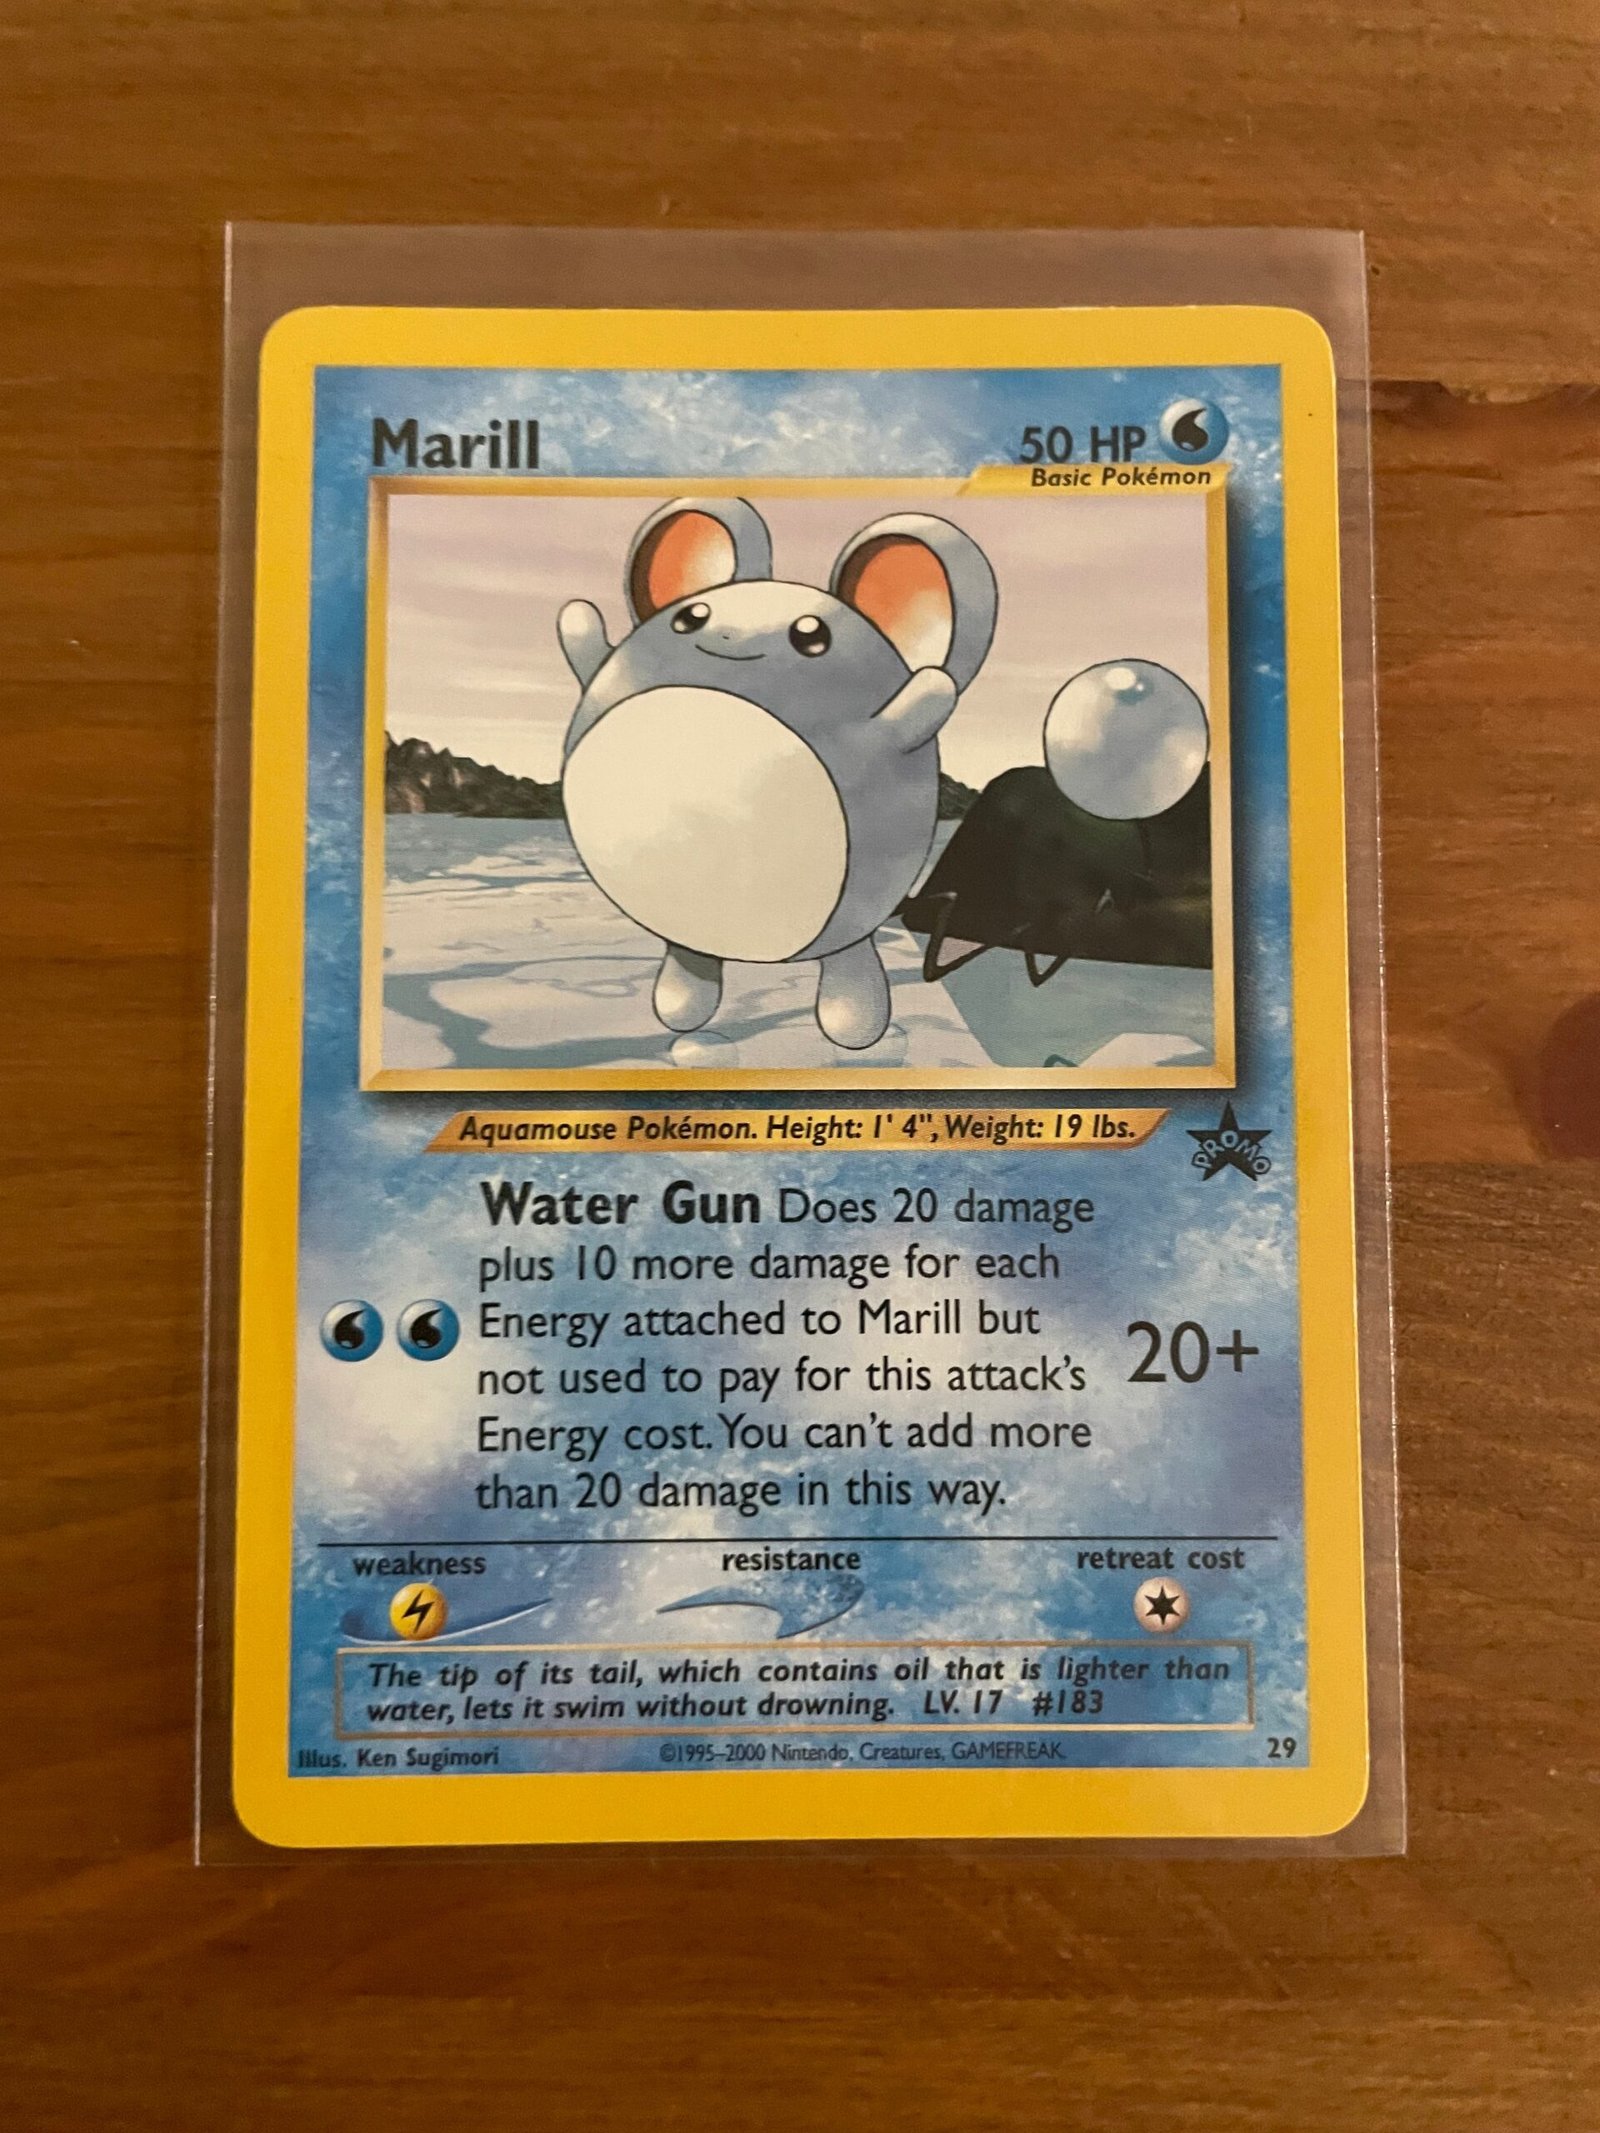 Marill
50 HP
Basic Pokémon
Aquamouse Pokémon. Height: 1' 4", Weight: 19 lbs.
PROMO
Water Gun Does 20 damage
plus 10 more damage for each
Energy attached to Marill but
not used to pay for this attack's
Energy cost. You can't add more
than 20 damage in this way.
20+
weakness
resistance
retreat cost
The tip of its tail, which contains oil that is lighter than
water, lets it swim without drowning. LV. 17 #183
Illus. Ken Sugimori
©1995–2000 Nintendo, Creatures, GAMEFREAK.
29